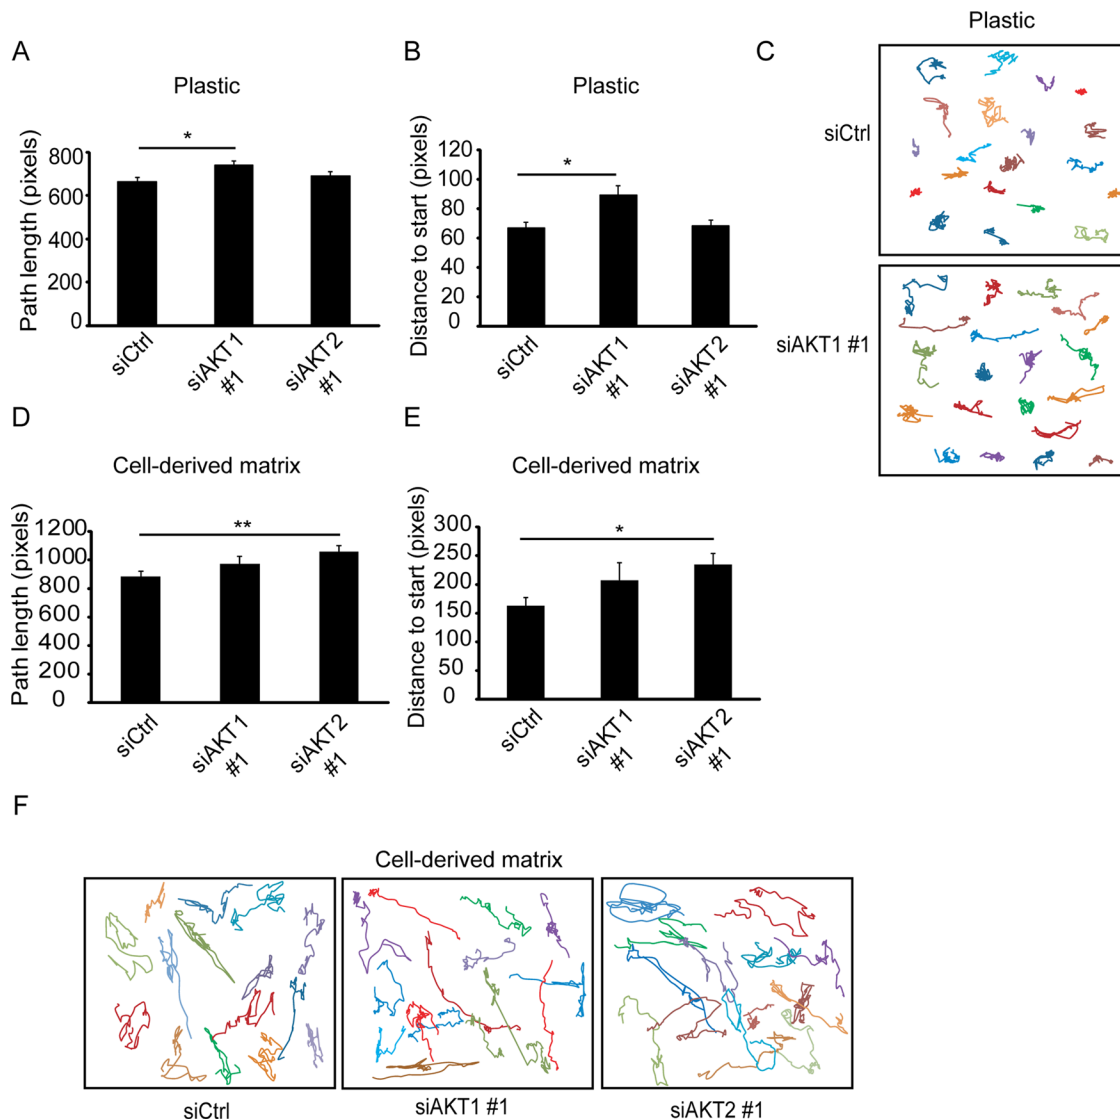 A
Plastic
Path length (pixels)
800
600
400
200
0
*
siCtrl
siAKT1
#1
siAKT2
#1
B
Plastic
Distance to start (pixels)
120
100
80
60
40
20
0
*
siCtrl
siAKT1
#1
siAKT2
#1
C
Plastic
siCtrl
siAKT1 #1
D
Cell-derived matrix
Path length (pixels)
1200
1000
800
600
400
200
0
**
siCtrl
siAKT1
#1
siAKT2
#1
E
Cell-derived matrix
Distance to start (pixels)
300
250
200
150
100
50
0
*
siCtrl
siAKT1
#1
siAKT2
#1
F
Cell-derived matrix
siCtrl
siAKT1 #1
siAKT2 #1